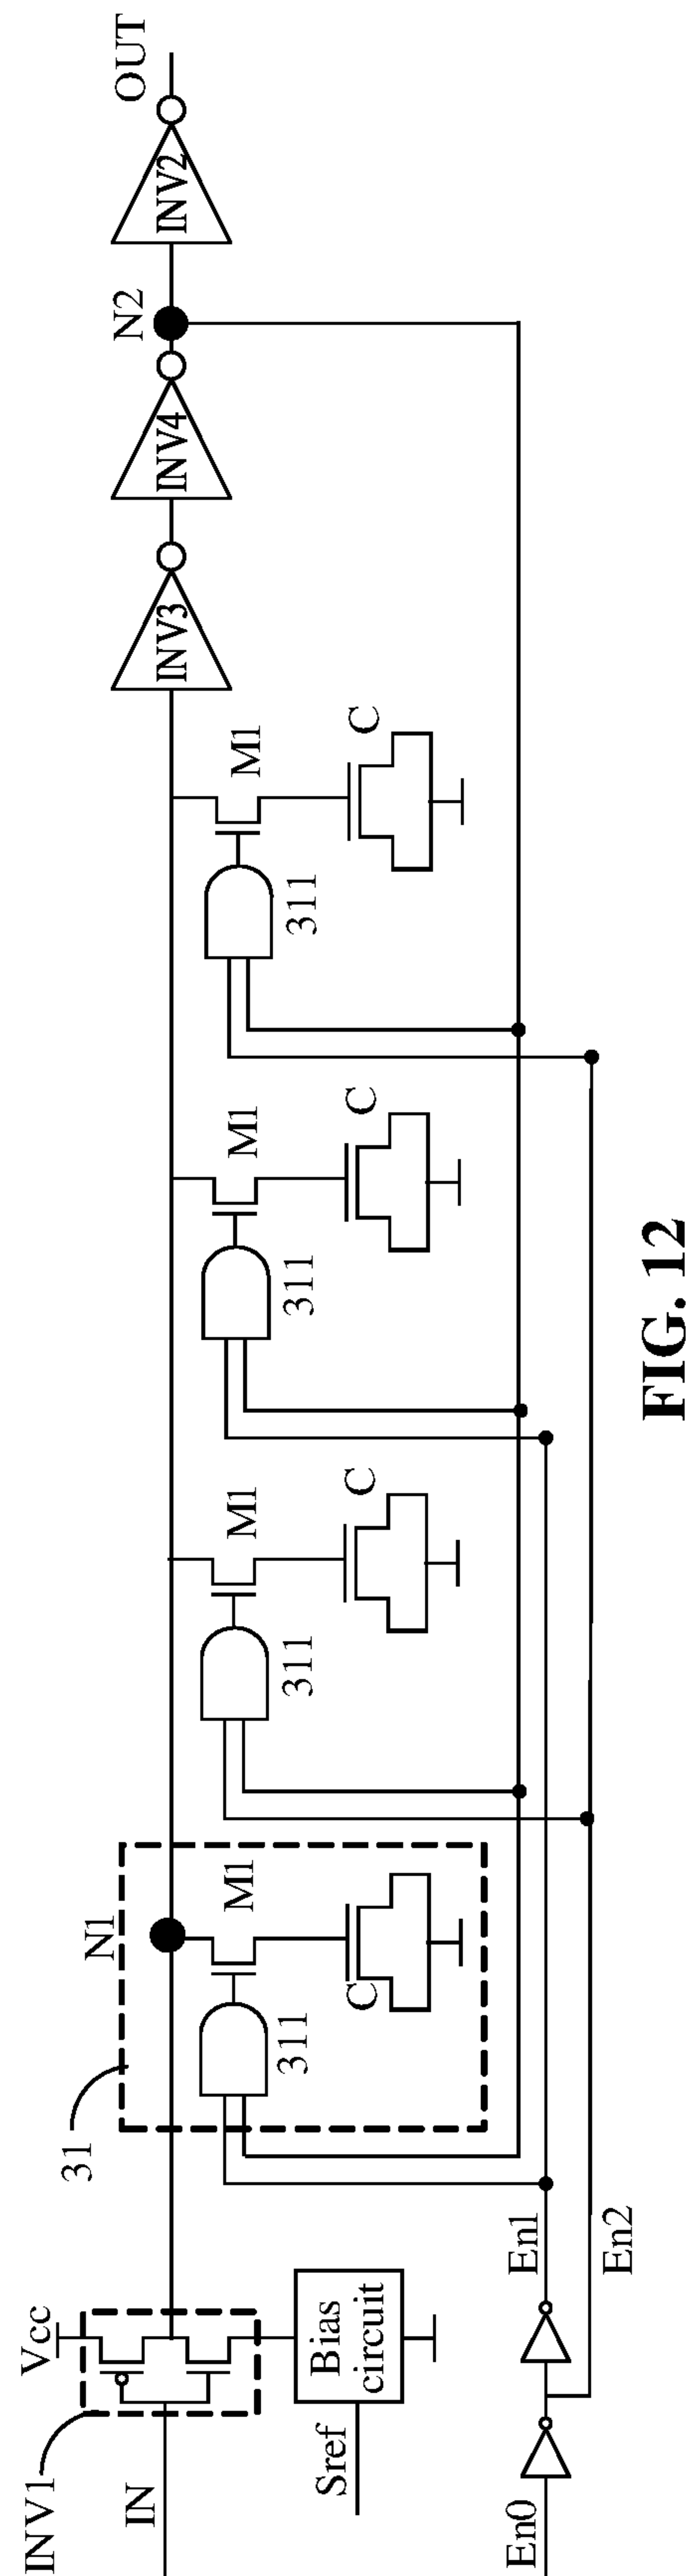 INV1
IN
Vcc
Sref
Bias
circuit
En0
En1
En2
31
N1
311
M1
C
311
M1
C
311
M1
C
311
M1
C
INV3
INV4
N2
INV2
OUT
FIG. 12